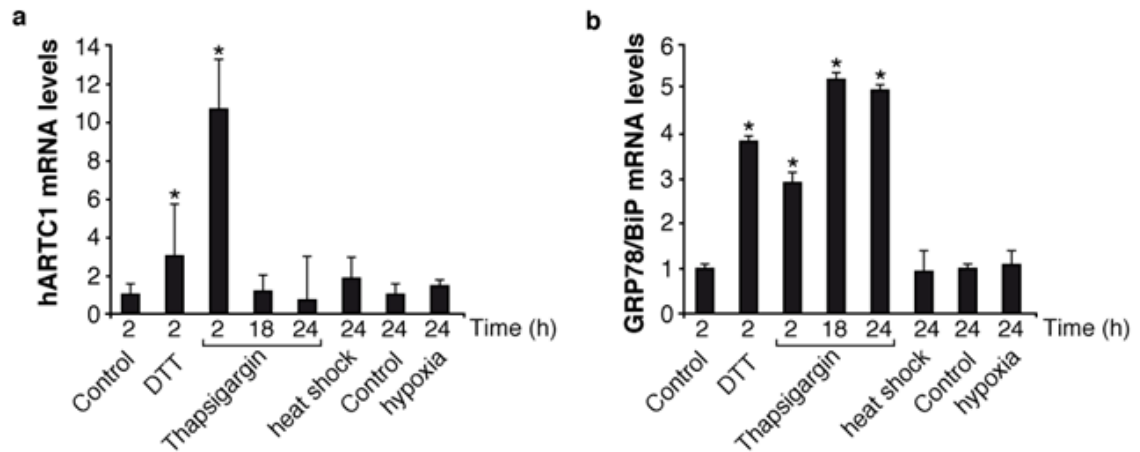 a
hARTC1 mRNA levels
14
12
10
8
6
4
2
0
*
*
2 2 2 18 24 24 24 24 Time (h)
Control
DTT
Thapsigargin
heat shock
Control
hypoxia
b
GRP78/BiP mRNA levels
6
5
4
3
2
1
0
*
*
*
*
2 2 2 18 24 24 24 24 Time (h)
Control
DTT
Thapsigargin
heat shock
Control
hypoxia